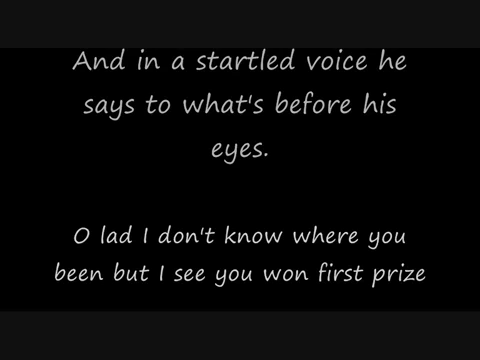 And in a startled voice he
says to what's before his
eyes.
O lad I don't know where you
been but I see you won first prize